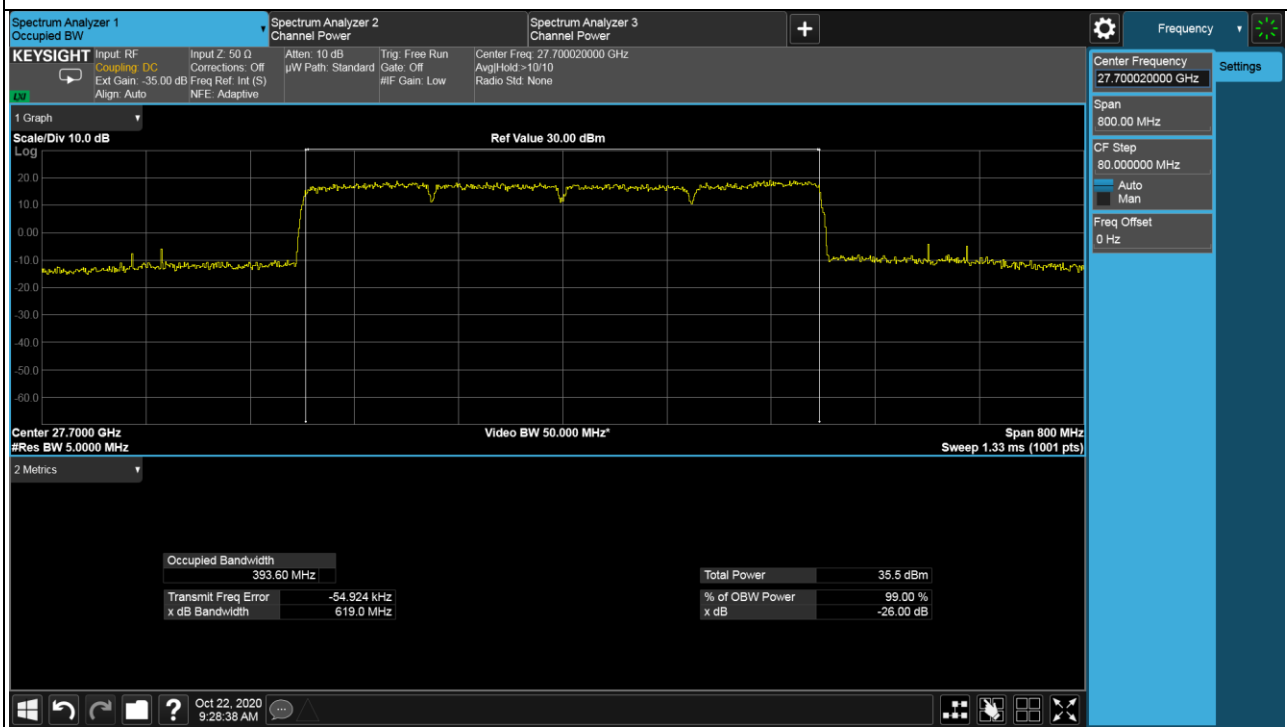 Spectrum Analyzer 1
Occupied BW
Spectrum Analyzer 2
Channel Power
Spectrum Analyzer 3
Channel Power
Frequency
KEYSIGHT
Input: RF
Coupling: DC
Ext Gain: -35.00 dB
Align: Auto
Input Z: 50 Ω
Corrections: Off
Freq Ref: Int (S)
NFE: Adaptive
Atten: 10 dB
µW Path: Standard
Trig: Free Run
Gate: Off
#IF Gain: Low
Center Freq: 27.700020000 GHz
Avg|Hold:>10/10
Radio Std: None
Center Frequency
27.700020000 GHz
Settings
Span
800.00 MHz
CF Step
80.000000 MHz
Auto
Man
Freq Offset
0 Hz
1 Graph
Scale/Div 10.0 dB
Ref Value 30.00 dBm
Log
20.0
10.0
0.00
-10.0
-20.0
-30.0
-40.0
-50.0
-60.0
Center 27.7000 GHz
#Res BW 5.0000 MHz
Video BW 50.000 MHz*
Span 800 MHz
Sweep 1.33 ms (1001 pts)
2 Metrics
Occupied Bandwidth
393.60 MHz
Transmit Freq Error -54.924 kHz
x dB Bandwidth 619.0 MHz
Total Power 35.5 dBm
% of OBW Power 99.00 %
x dB -26.00 dB
?
Oct 22, 2020
9:28:38 AM